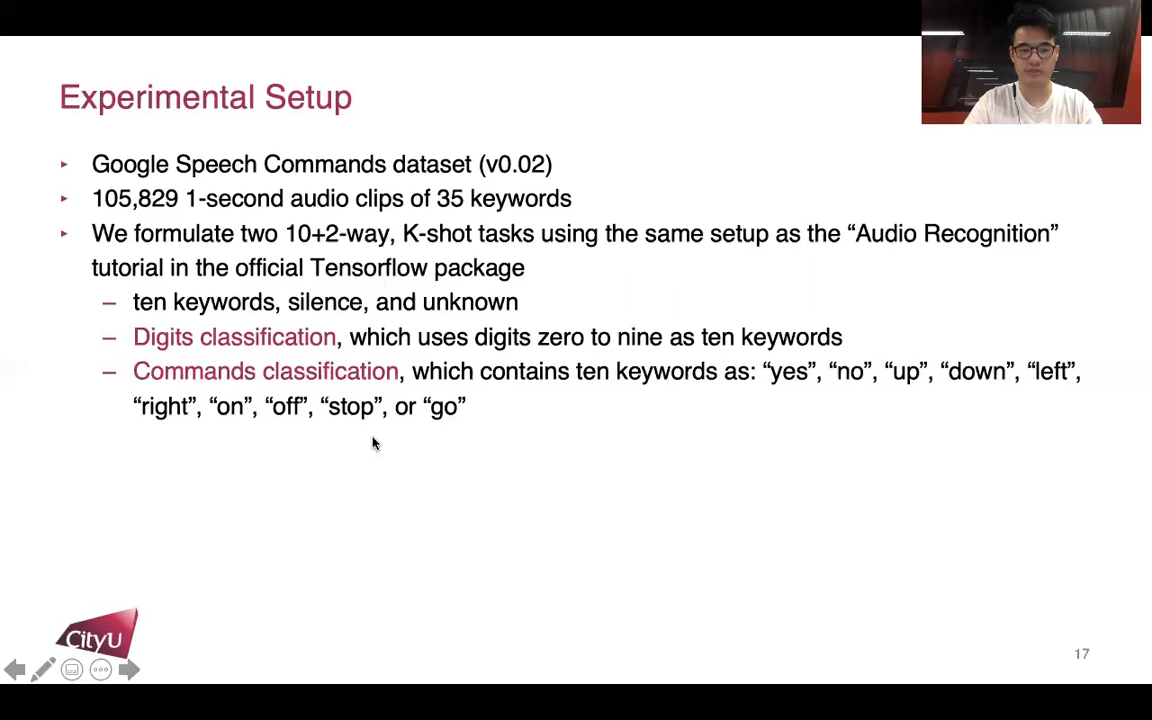 Experimental Setup
‣ Google Speech Commands dataset (v0.02)
‣ 105,829 1-second audio clips of 35 keywords
‣ We formulate two 10+2-way, K-shot tasks using the same setup as the “Audio Recognition”
tutorial in the official Tensorflow package
– ten keywords, silence, and unknown
– Digits classification, which uses digits zero to nine as ten keywords
– Commands classification, which contains ten keywords as: “yes”, “no”, “up”, “down”, “left”,
“right”, “on”, “off”, “stop”, or “go”
CityU
17